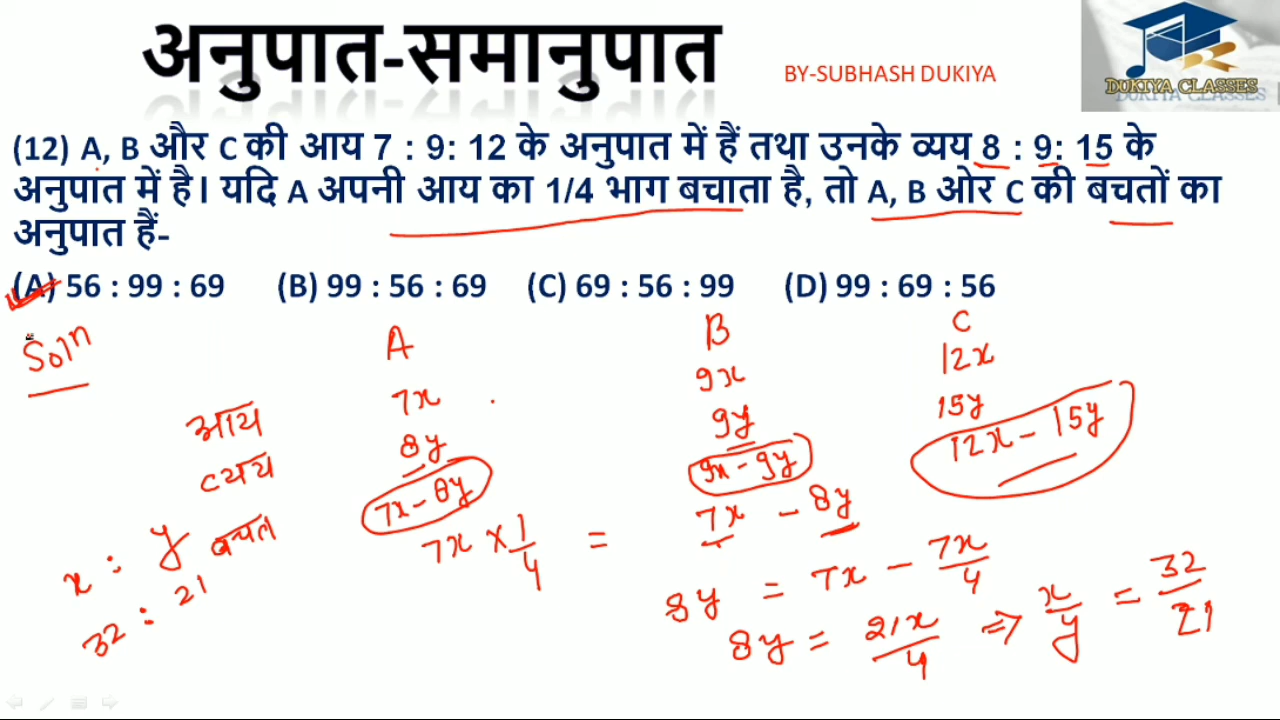 अनुपात-समानुपात
BY-SUBHASH DUKIYA
DUKIYA CLASSES
(12) A, B और C की आय 7 : 9: 12 के अनुपात में हैं तथा उनके व्यय 8 : 9: 15 के
अनुपात में है। यदि A अपनी आय का 1/4 भाग बचाता है, तो A, B ओर C की बचतों का
अनुपात हैं-
(A) 56 : 99 : 69 (B) 99 : 56 : 69 (C) 69 : 56 : 99 (D) 99 : 69 : 56
Soln A B C
आय 7x 9x 12x
व्यय 8y 9y 15y
बचत 7x - 8y 9x - 9y 12x - 15y
7x × 1/4 = 7x - 8y
8y = 7x - 7x/4
8y = 21x/4 ⇒ x/y = 32/21
x : y
32 : 21